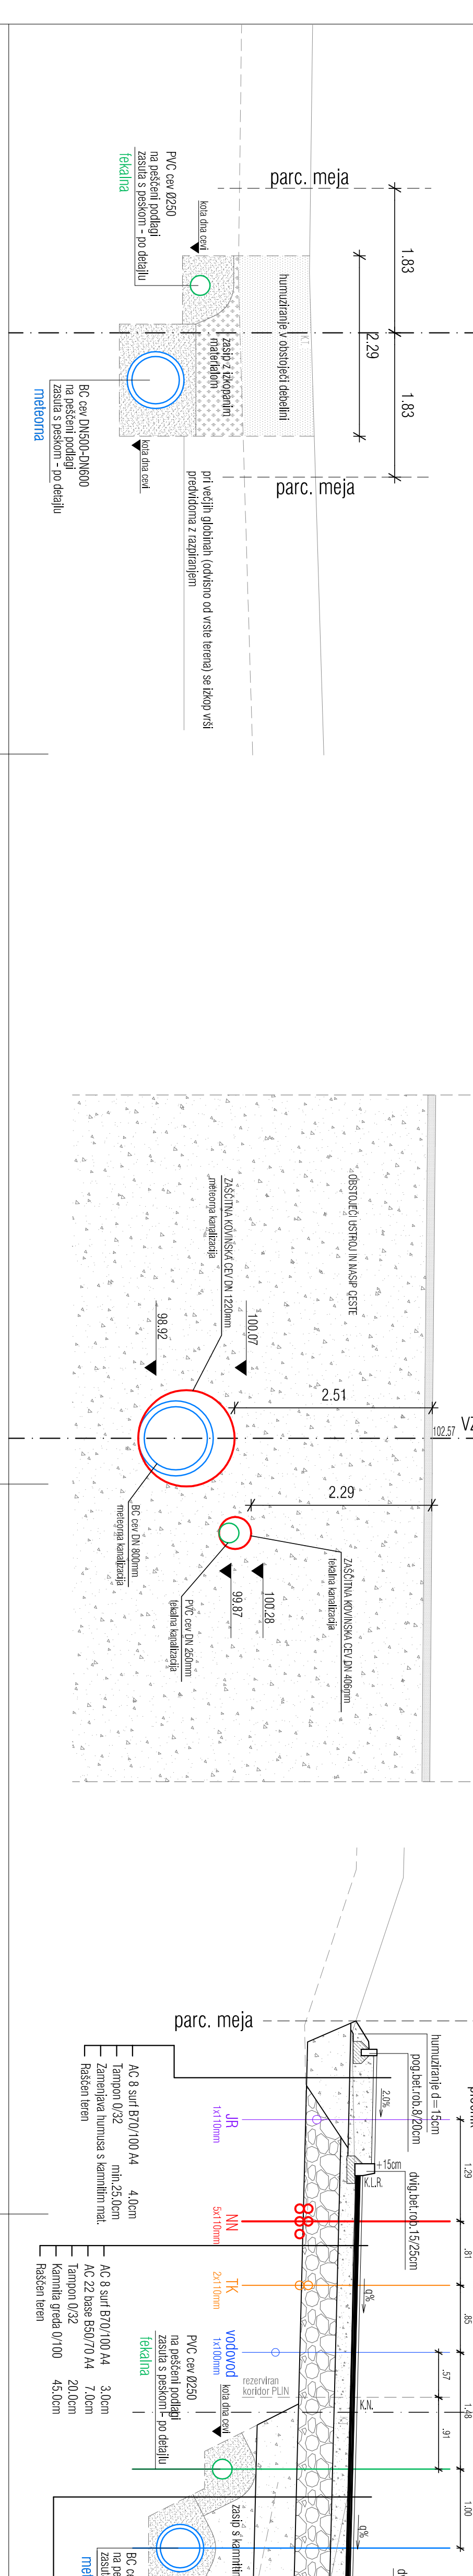 parc. meja
1.83
2.29
1.83
parc. meja
humuziranje v obstoječi debelini
KT
zasip z izkopanim
materialom
kota dna cevi
PVC cev Ø250
na peščeni podlagi
zasuta s peskom - po detajlu
fekalna
BC cev DN500-DN600
na peščeni podlagi
zasuta s peskom - po detajlu
meteorna
kota dna cevi
pri večjih globinah (odvisno od vrste terena) se izkop vrši
predvidoma z razpiranjem
OBSTOJEČI USTROJ IN NASIP CESTE
ZAŠČITNA KOVINSKA CEV DN 1220mm
meteorna kanalizacija
100.07
98.92
2.51
102.57
2.29
BC cev DN 800mm
meteorna kanalizacija
PVC cev DN 250mm
fekalna kanalizacija
ZAŠČITNA KOVINSKA CEV DN 406mm
fekalna kanalizacija
100.28
99.87
parc. meja
humuziranje d=15cm
pog.bet.rob.8/20cm
2.0%
+15cm
K.L.R.
dvig.bet.rob.15/25cm
q%
K.N.
q%
1.29
.81
.85
.57
1.48
.91
1.00
JR
1x110mm
NN
5x110mm
TK
2x110mm
vodovod
1x100mm
rezerviran
koridor PLIN
AC 8 surf B70/100 A4 4.0cm
Tampon 0/32 min.25.0cm
Zamenjava humusa s kamnitim mat.
Raščen teren
AC 8 surf B70/100 A4 3.0cm
AC 22 base B50/70 A4 7.0cm
Tampon 0/32 20.0cm
Kamnita greda 0/100 45.0cm
Raščen teren
kota dna cevi
PVC cev Ø250
na peščeni podlagi
zasuta s peskom - po detajlu
fekalna
zasip s kamnitim